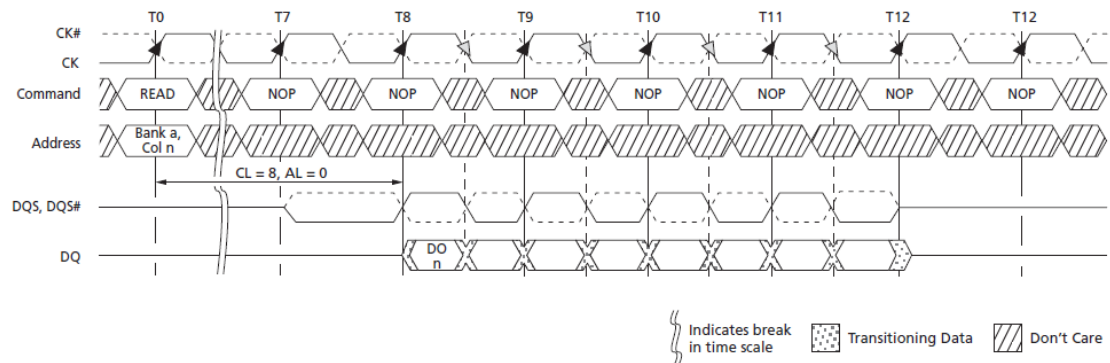 T0 T7 T8 T9 T10 T11 T12 T12
CK#
CK
Command READ NOP NOP NOP NOP NOP NOP NOP
Address Bank a,
Col n
CL = 8, AL = 0
DQS, DQS#
DQ DO
n
Indicates break
in time scale
Transitioning Data
Don't Care